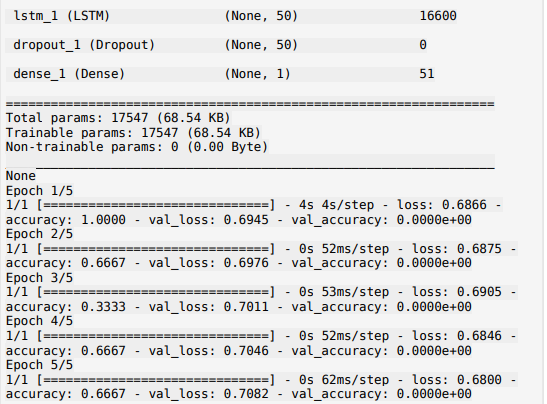 lstm_1 (LSTM) (None, 50) 16600
dropout_1 (Dropout) (None, 50) 0
dense_1 (Dense) (None, 1) 51
=================================================================
Total params: 17547 (68.54 KB)
Trainable params: 17547 (68.54 KB)
Non-trainable params: 0 (0.00 Byte)
_________________________________________________________________
None
Epoch 1/5
1/1 [==============================] - 4s 4s/step - loss: 0.6866 -
accuracy: 1.0000 - val_loss: 0.6945 - val_accuracy: 0.0000e+00
Epoch 2/5
1/1 [==============================] - 0s 52ms/step - loss: 0.6875 -
accuracy: 0.6667 - val_loss: 0.6976 - val_accuracy: 0.0000e+00
Epoch 3/5
1/1 [==============================] - 0s 53ms/step - loss: 0.6905 -
accuracy: 0.3333 - val_loss: 0.7011 - val_accuracy: 0.0000e+00
Epoch 4/5
1/1 [==============================] - 0s 52ms/step - loss: 0.6846 -
accuracy: 0.6667 - val_loss: 0.7046 - val_accuracy: 0.0000e+00
Epoch 5/5
1/1 [==============================] - 0s 62ms/step - loss: 0.6800 -
accuracy: 0.6667 - val_loss: 0.7082 - val_accuracy: 0.0000e+00